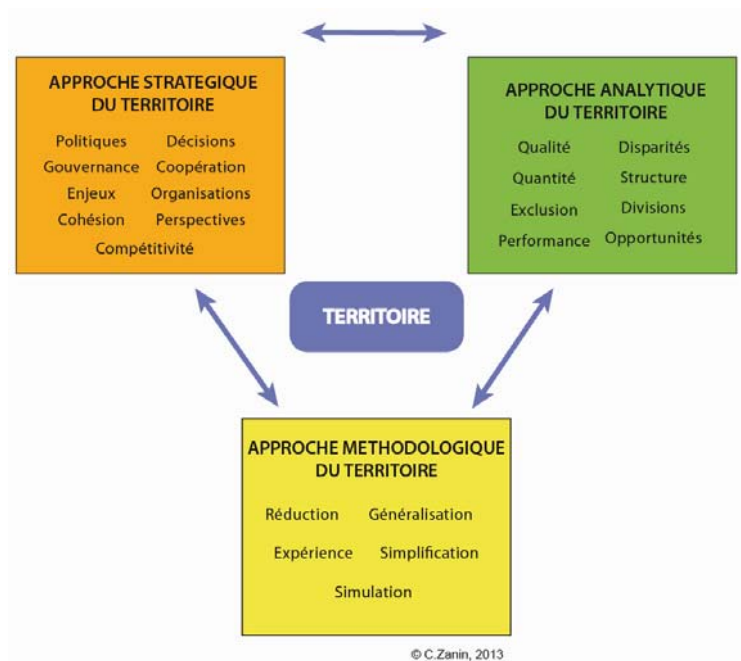 APPROCHE STRATEGIQUE
DU TERRITOIRE
Politiques Décisions
Gouvernance Coopération
Enjeux Organisations
Cohésion Perspectives
Compétitivité
APPROCHE ANALYTIQUE
DU TERRITOIRE
Qualité Disparités
Quantité Structure
Exclusion Divisions
Performance Opportunités
TERRITOIRE
APPROCHE METHODOLOGIQUE
DU TERRITOIRE
Réduction Généralisation
Expérience Simplification
Simulation
© C.Zanin, 2013